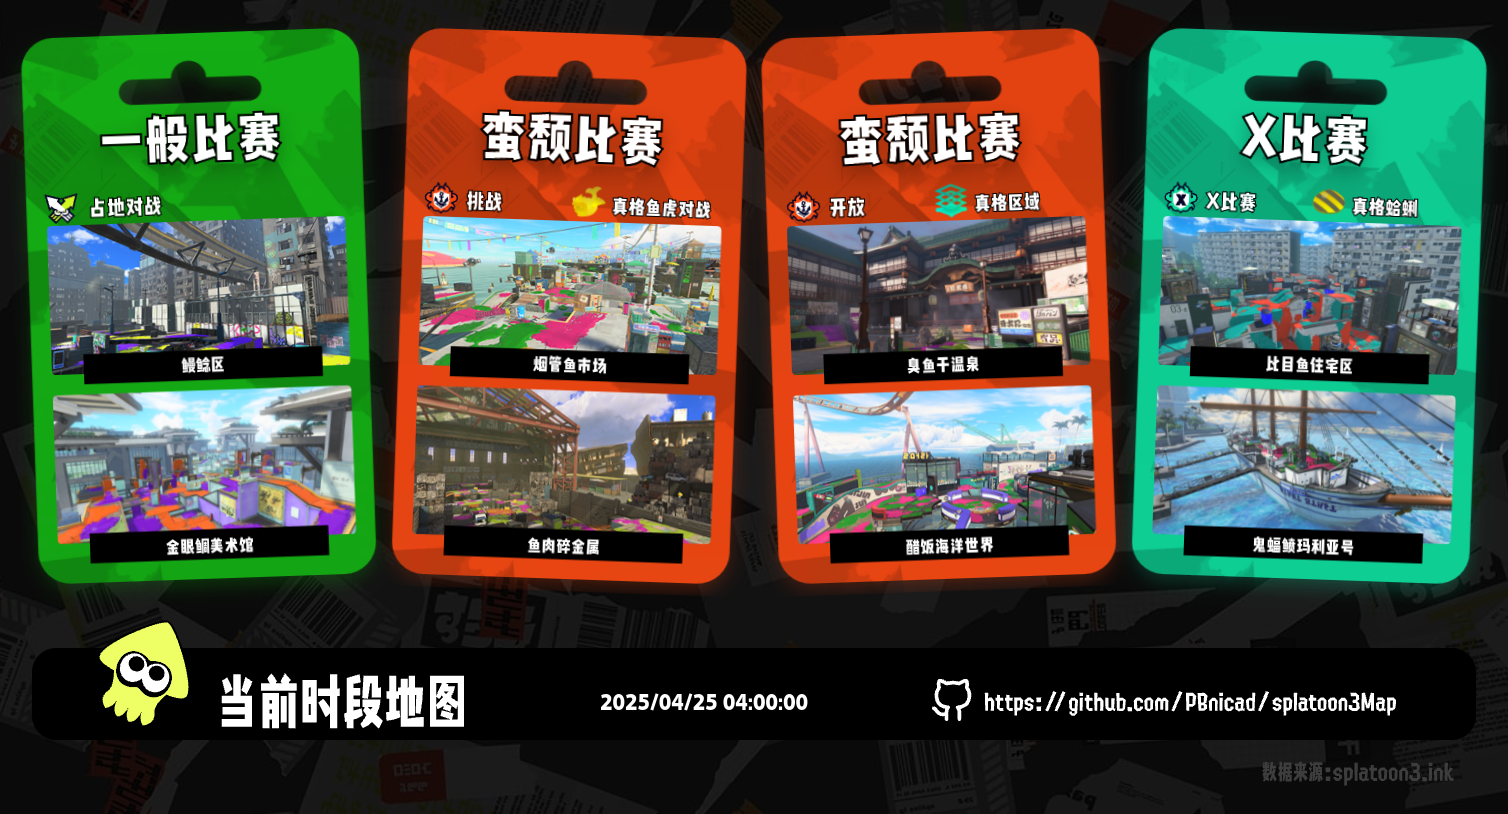 一般比赛
占地对战
鳗鲶区
金眼鲷美术馆
蛮颓比赛
挑战
真格鱼虎对战
烟管鱼市场
鱼肉碎金属
蛮颓比赛
开放
真格区域
臭鱼干温泉
醋饭海洋世界
X比赛
X比赛
真格蛤蜊
比目鱼住宅区
鬼蝠鲼玛利亚号
当前时段地图
2025/04/25 04:00:00
https://github.com/PBnicad/splatoon3Map
数据来源:splatoon3.ink